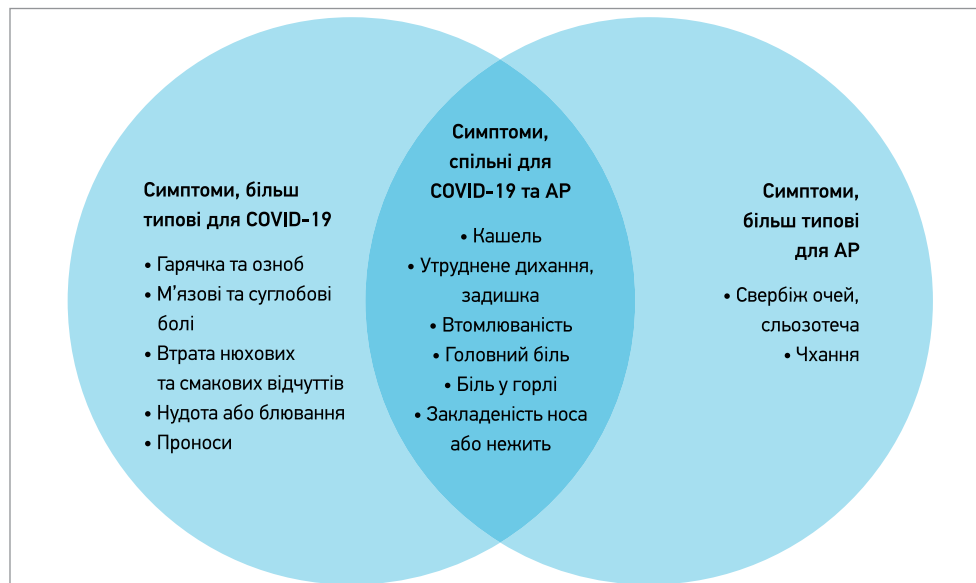 Симптоми, більш
типові для COVID-19
• Гарячка та озноб
• М’язові та суглобові
болі
• Втрата нюхових
та смакових відчуттів
• Нудота або блювання
• Проноси
Симптоми,
спільні для
COVID-19 та АР
• Кашель
• Утруднене дихання,
задишка
• Втомлюваність
• Головний біль
• Біль у горлі
• Закладеність носа
або нежить
Симптоми,
більш типові
для АР
• Свербіж очей,
сльозотеча
• Чхання